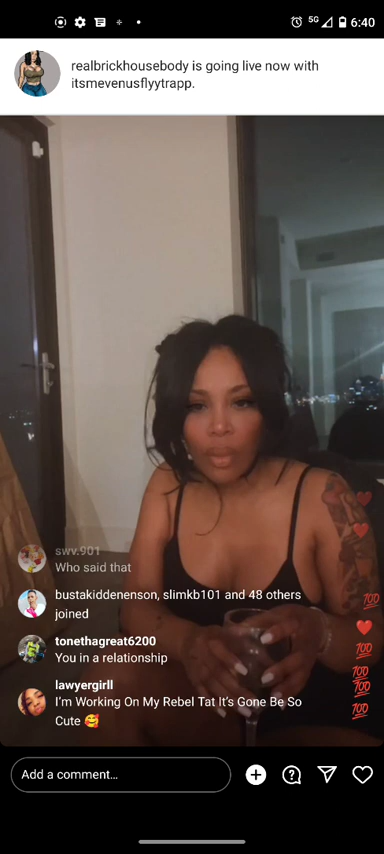 5G 6:40
realbrickhousebody is going live now with
itsmevenusflyytrapp.
swv.901
Who said that
bustakiddenenson, slimkb101 and 48 others
joined
tonethagreat6200
You in a relationship
lawyergirll
I'm Working On My Rebel Tat It's Gone Be So
Cute 🥰
💯
💯
💯
💯
💯
Add a comment...